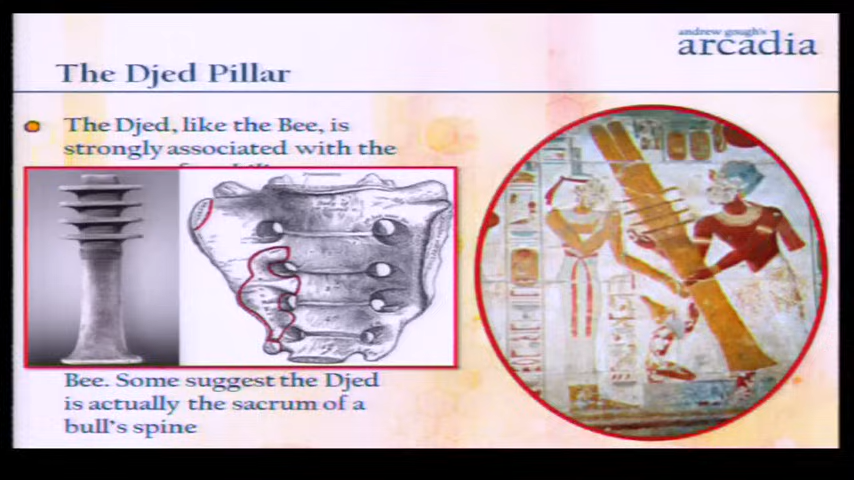 andrew gough's
arcadia
The Djed Pillar
The Djed, like the Bee, is
strongly associated with the
Bee. Some suggest the Djed
is actually the sacrum of a
bull's spine